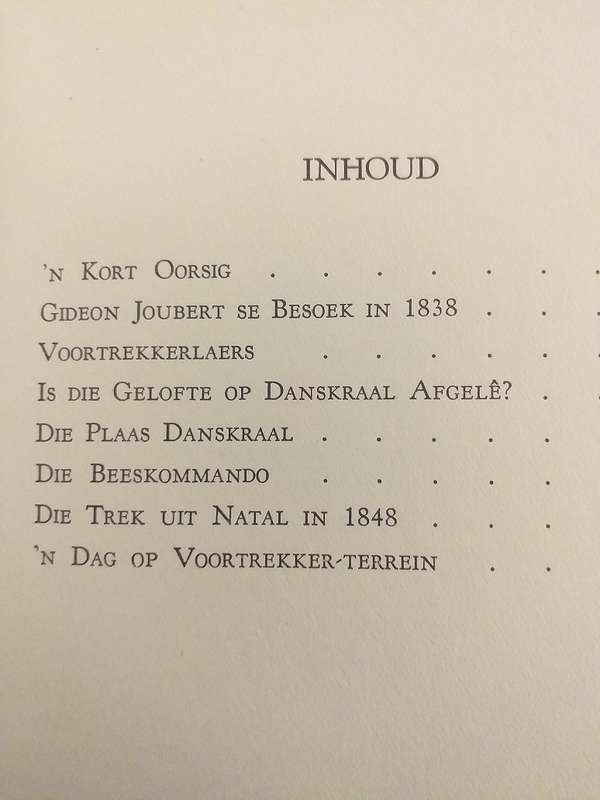 INHOUD
'n Kort Oorsig . . . . . . .
Gideon Joubert se Besoek in 1838 . . .
Voortrekkerlaers . . . . . .
Is die Gelofte op Danskraal Afgelê? . .
Die Plaas Danskraal . . . . .
Die Beeskommando . . . . .
Die Trek uit Natal in 1848 . . .
'n Dag op Voortrekker-terrein . .